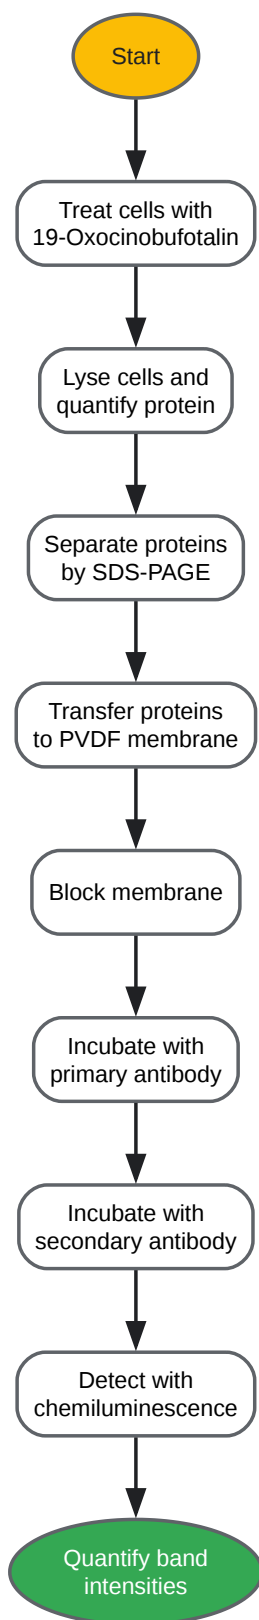 Start
Treat cells with
19-Oxocinobufotalin
Lyse cells and
quantify protein
Separate proteins
by SDS-PAGE
Transfer proteins
to PVDF membrane
Block membrane
Incubate with
primary antibody
Incubate with
secondary antibody
Detect with
chemiluminescence
Quantify band
intensities